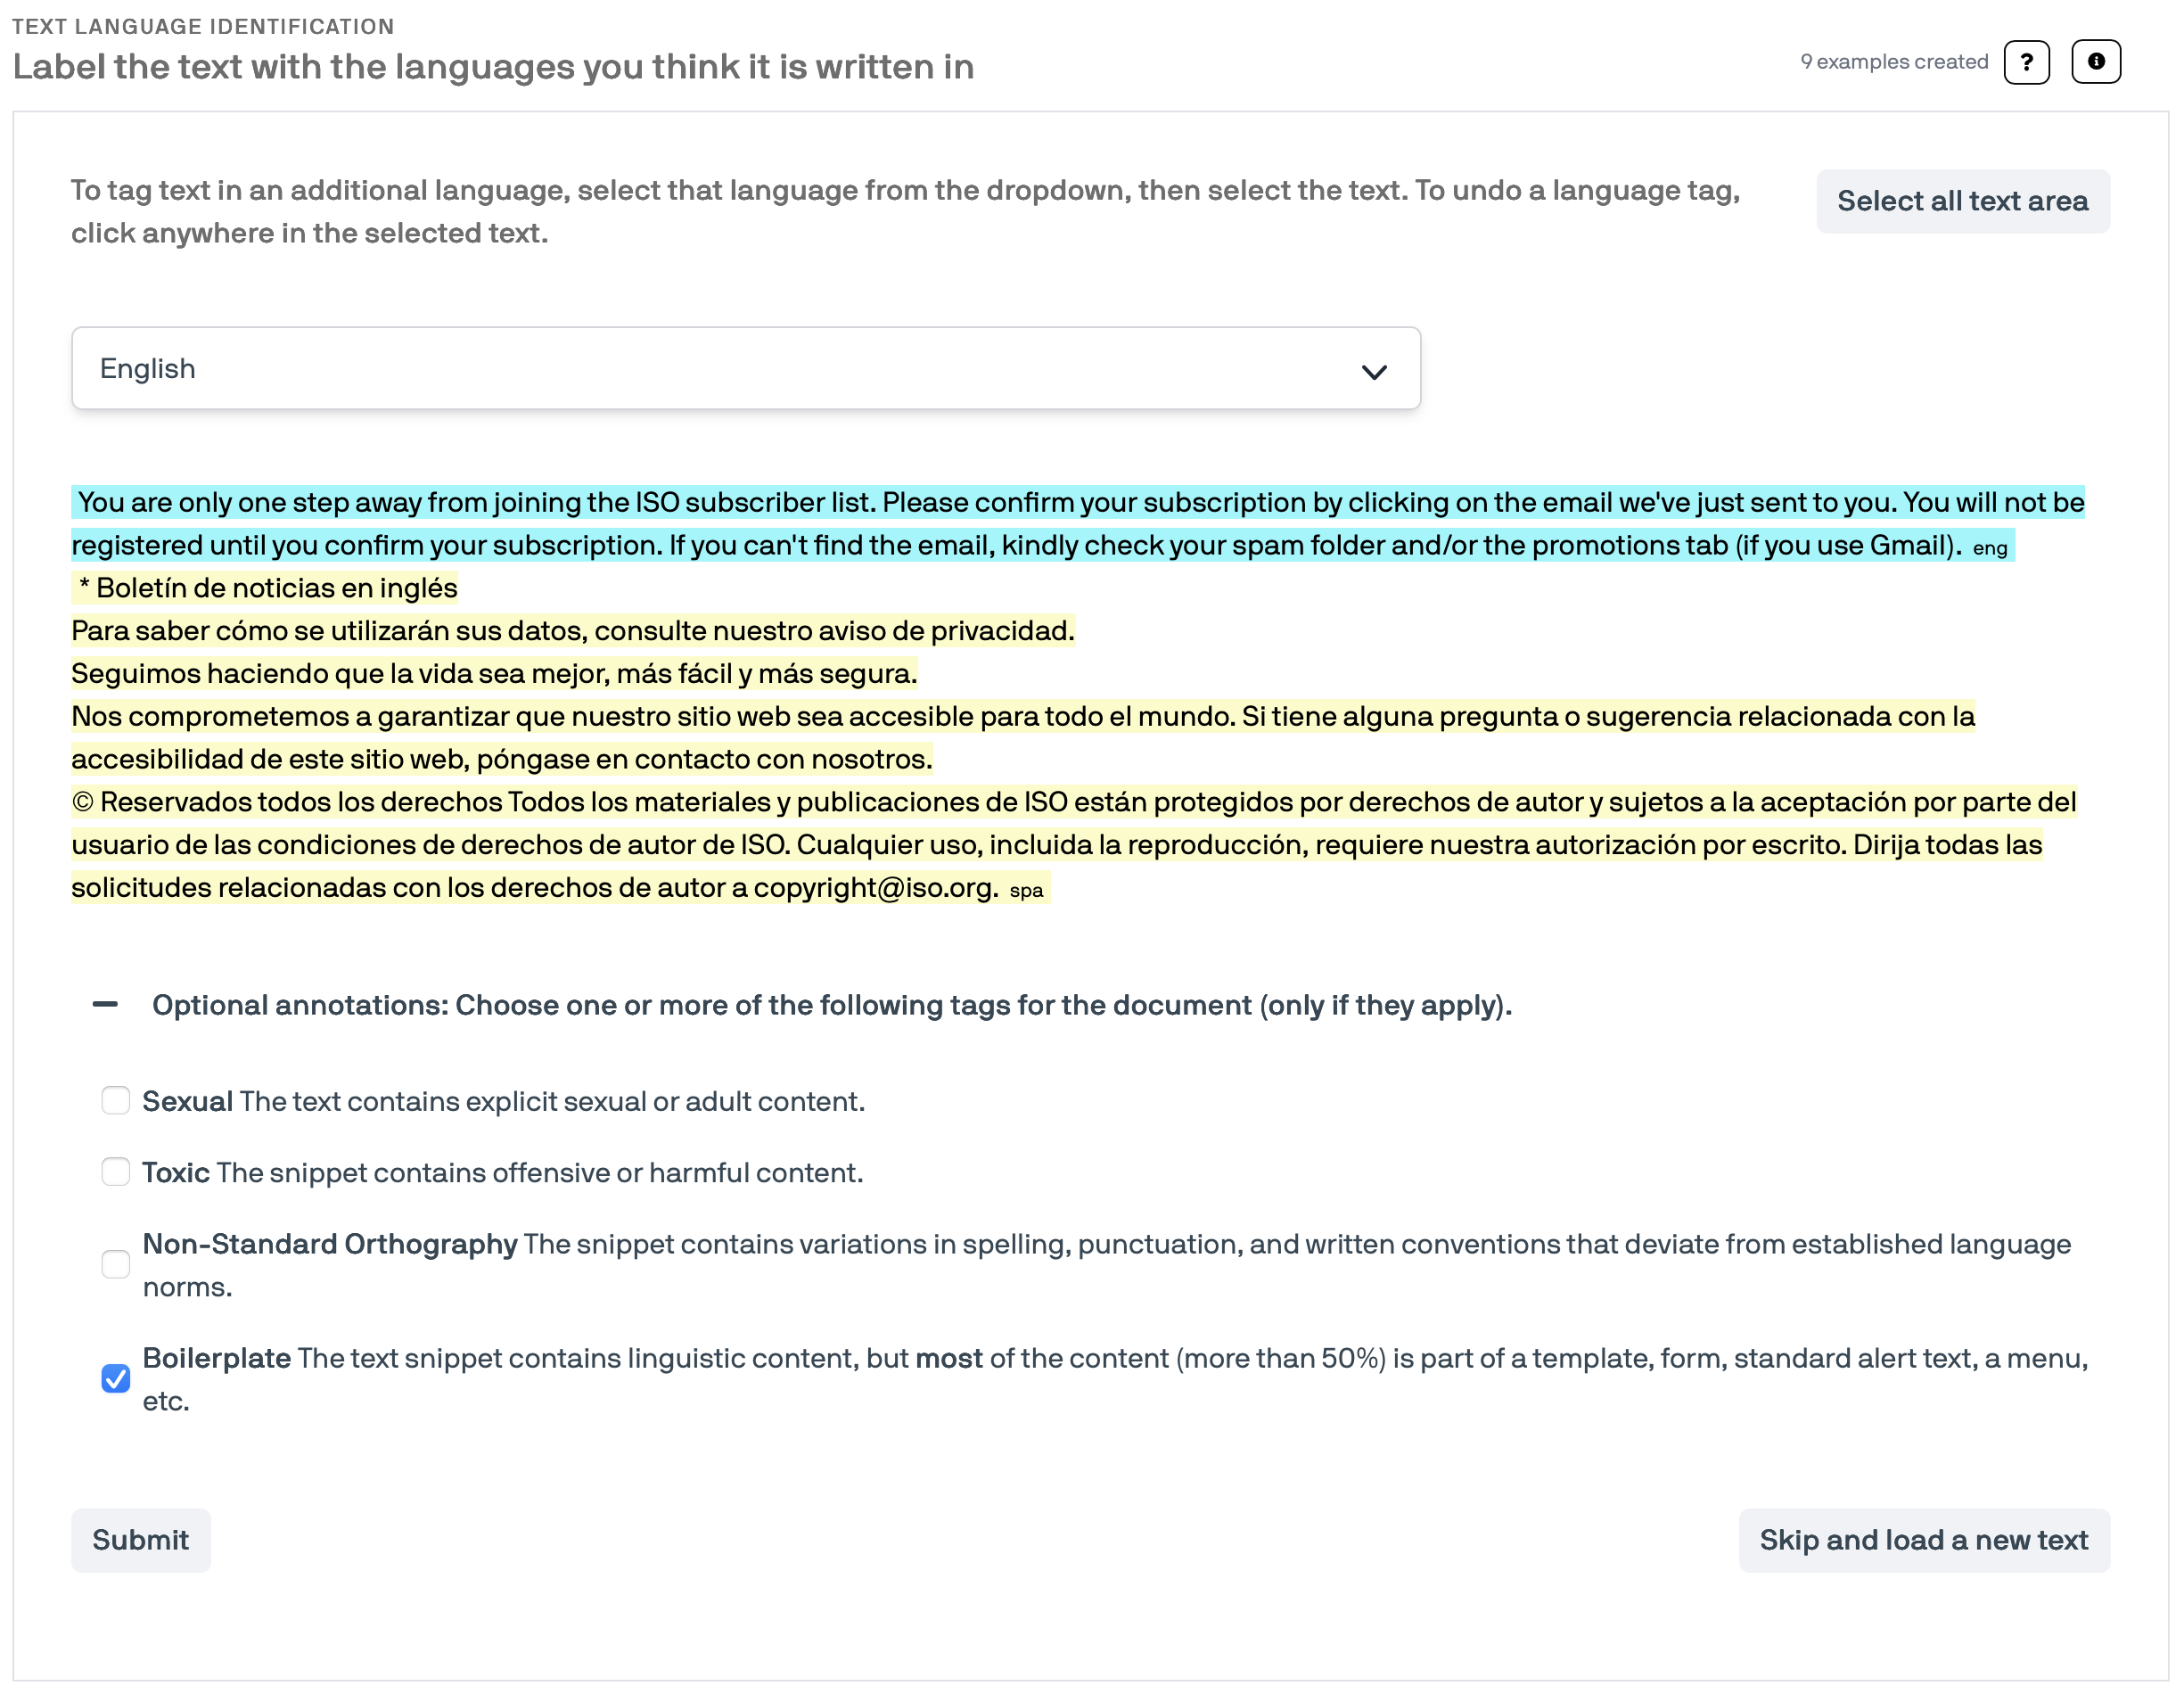 TEXT LANGUAGE IDENTIFICATION
Label the text with the languages you think it is written in
9 examples created
?
i
To tag text in an additional language, select that language from the dropdown, then select the text. To undo a language tag,
click anywhere in the selected text.
Select all text area
English
You are only one step away from joining the ISO subscriber list. Please confirm your subscription by clicking on the email we've just sent to you. You will not be
registered until you confirm your subscription. If you can't find the email, kindly check your spam folder and/or the promotions tab (if you use Gmail). eng
* Boletín de noticias en inglés
Para saber cómo se utilizarán sus datos, consulte nuestro aviso de privacidad.
Seguimos haciendo que la vida sea mejor, más fácil y más segura.
Nos comprometemos a garantizar que nuestro sitio web sea accesible para todo el mundo. Si tiene alguna pregunta o sugerencia relacionada con la
accesibilidad de este sitio web, póngase en contacto con nosotros.
© Reservados todos los derechos Todos los materiales y publicaciones de ISO están protegidos por derechos de autor y sujetos a la aceptación por parte del
usuario de las condiciones de derechos de autor de ISO. Cualquier uso, incluida la reproducción, requiere nuestra autorización por escrito. Dirija todas las
solicitudes relacionadas con los derechos de autor a copyright@iso.org. spa
Optional annotations: Choose one or more of the following tags for the document (only if they apply).
Sexual The text contains explicit sexual or adult content.
Toxic The snippet contains offensive or harmful content.
Non-Standard Orthography The snippet contains variations in spelling, punctuation, and written conventions that deviate from established language
norms.
Boilerplate The text snippet contains linguistic content, but most of the content (more than 50%) is part of a template, form, standard alert text, a menu,
etc.
Submit
Skip and load a new text